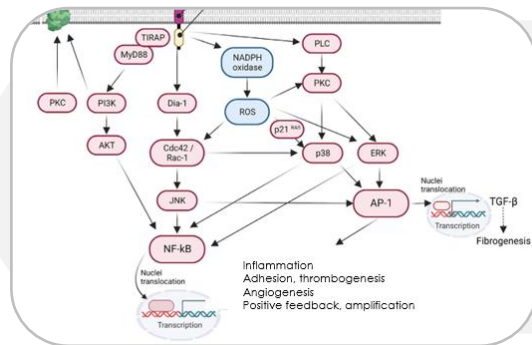 TIRAP
MyD88
PLC
NADPH
oxidase
PKC
PKC
PI3K
Dia-1
ROS
p21 RAS
AKT
Cdc42 /
Rac-1
p38
ERK
Nuclei
translocation
JNK
AP-1
TGF-β
Transcription
Fibrogenesis
NF-kB
Nuclei
translocation
Transcription
Inflammation
Adhesion, thrombogenesis
Angiogenesis
Positive feedback, amplification